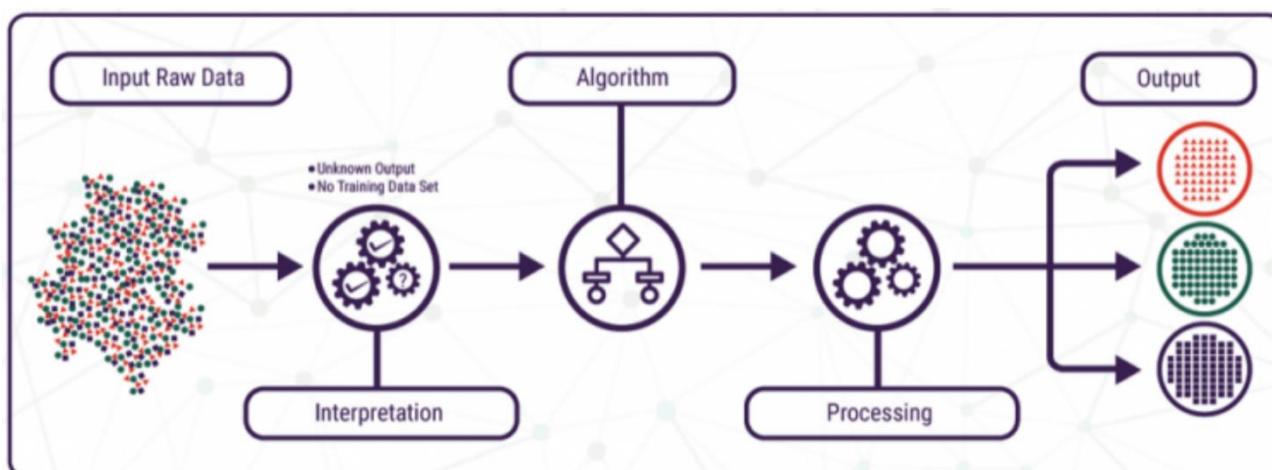 Input Raw Data
Algorithm
Output
• Unknown Output
• No Training Data Set
?
Interpretation
Processing